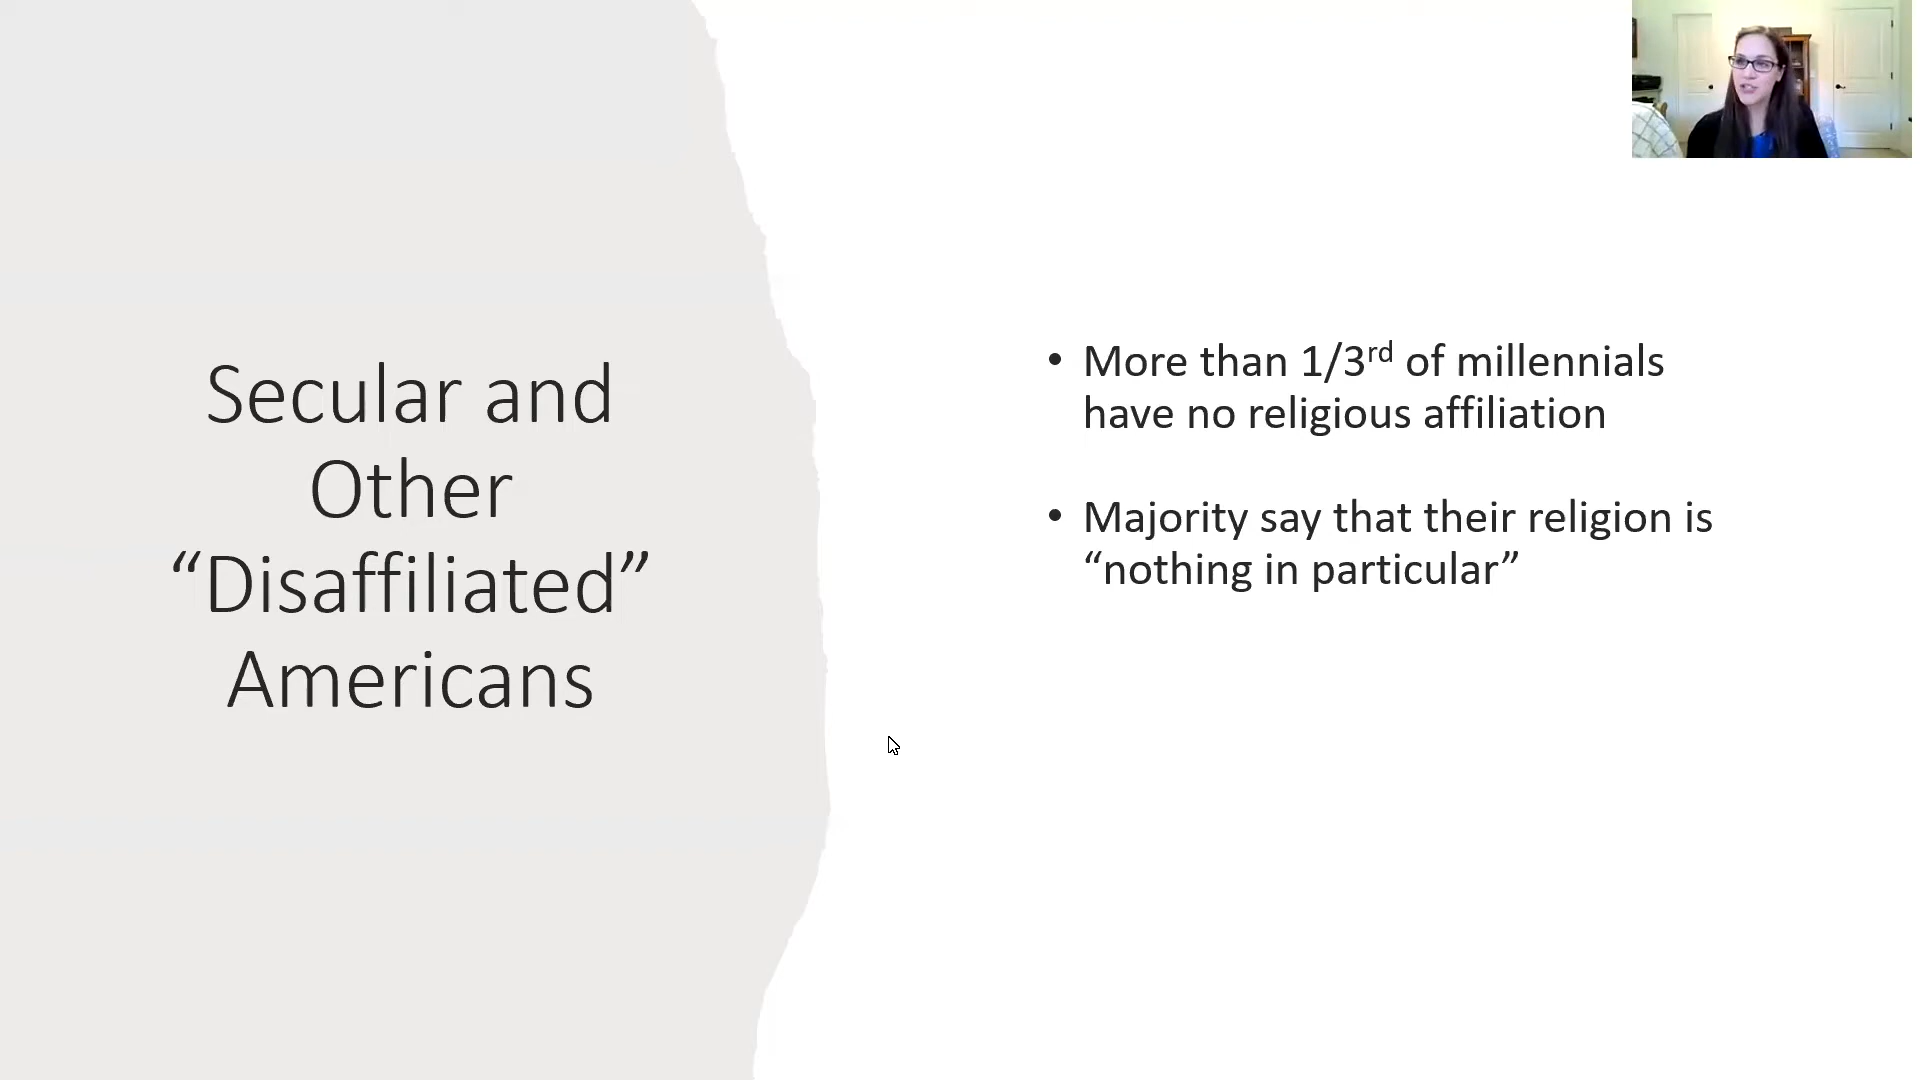 Secular and
Other
“Disaffiliated”
Americans
• More than 1/3rd of millennials
have no religious affiliation
• Majority say that their religion is
“nothing in particular”